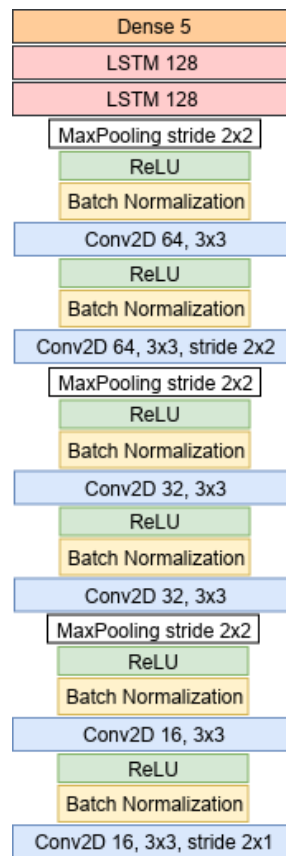 Dense 5
LSTM 128
LSTM 128
MaxPooling stride 2x2
ReLU
Batch Normalization
Conv2D 64, 3x3
ReLU
Batch Normalization
Conv2D 64, 3x3, stride 2x2
MaxPooling stride 2x2
ReLU
Batch Normalization
Conv2D 32, 3x3
ReLU
Batch Normalization
Conv2D 32, 3x3
MaxPooling stride 2x2
ReLU
Batch Normalization
Conv2D 16, 3x3
ReLU
Batch Normalization
Conv2D 16, 3x3, stride 2x1